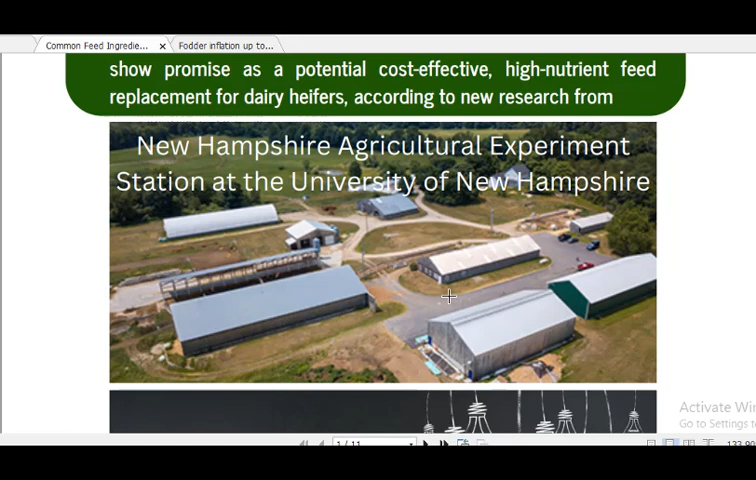 Common Feed Ingredie...
Fodder inflation up to...
show promise as a potential cost-effective, high-nutrient feed
replacement for dairy heifers, according to new research from
New Hampshire Agricultural Experiment
Station at the University of New Hampshire
Activate Win
Go to Settings t
1 / 11
133.90